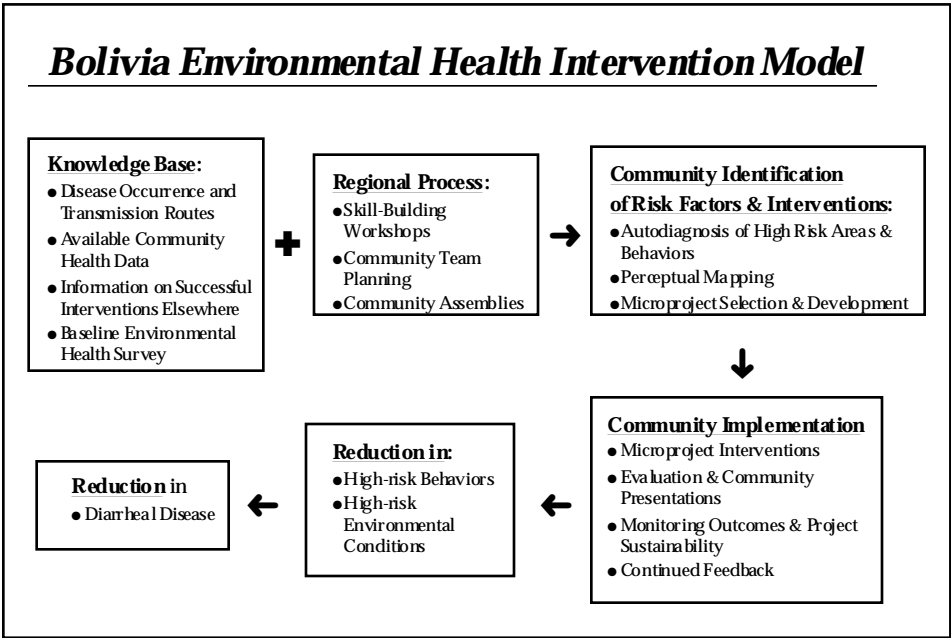 Bolivia Environmental Health Intervention Model
Knowledge Base:
● Disease Occurrence and
Transmission Routes
● Available Community
Health Data
● Information on Successful
Interventions Elsewhere
● Baseline Environmental
Health Survey
✚
Regional Process:
● Skill-Building
Workshops
● Community Team
Planning
● Community Assemblies
➔
Community Identification
of Risk Factors & Interventions:
● Autodiagnosis of High Risk Areas &
Behaviors
● Perceptual Mapping
● Microproject Selection & Development
Community Implementation
● Microproject Interventions
● Evaluation & Community
Presentations
● Monitoring Outcomes & Project
Sustainability
● Continued Feedback
Reduction in:
● High-risk Behaviors
● High-risk
Environmental
Conditions
Reduction in
● Diarrheal Disease